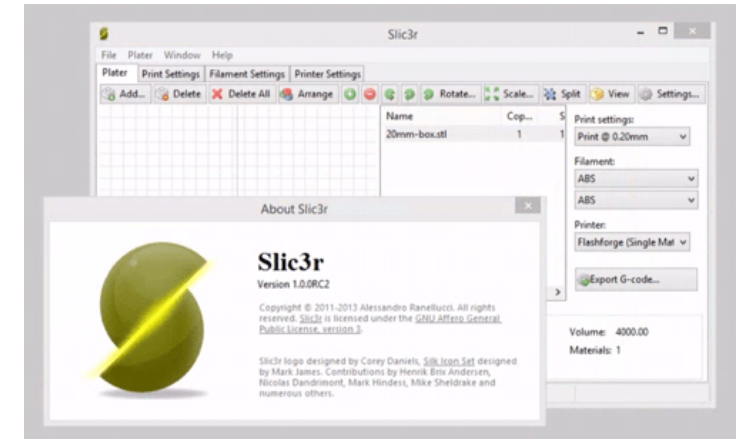 Slic3r
File Plater Window Help
Plater Print Settings Filament Settings Printer Settings
Add... Delete Delete All Arrange Rotate... Scale... Split View Settings...
Name Cop... S
20mm-box.stl 1 1
Print settings:
Print @ 0.20mm
Filament:
ABS
ABS
Printer:
Flashforge (Single Mat
Export G-code...
Volume: 4000.00
Materials: 1
About Slic3r
Slic3r
Version 1.0.0RC2
Copyright © 2011-2013 Alessandro Ranellucci. All rights
reserved. Slic3r is licensed under the GNU Affero General
Public License, version 3.
Slic3r logo designed by Corey Daniels, Silk Icon Set designed
by Mark James. Contributions by Henrik Brix Andersen,
Nicolas Dandrimont, Mark Hindess, Mike Sheldrake and
numerous others.